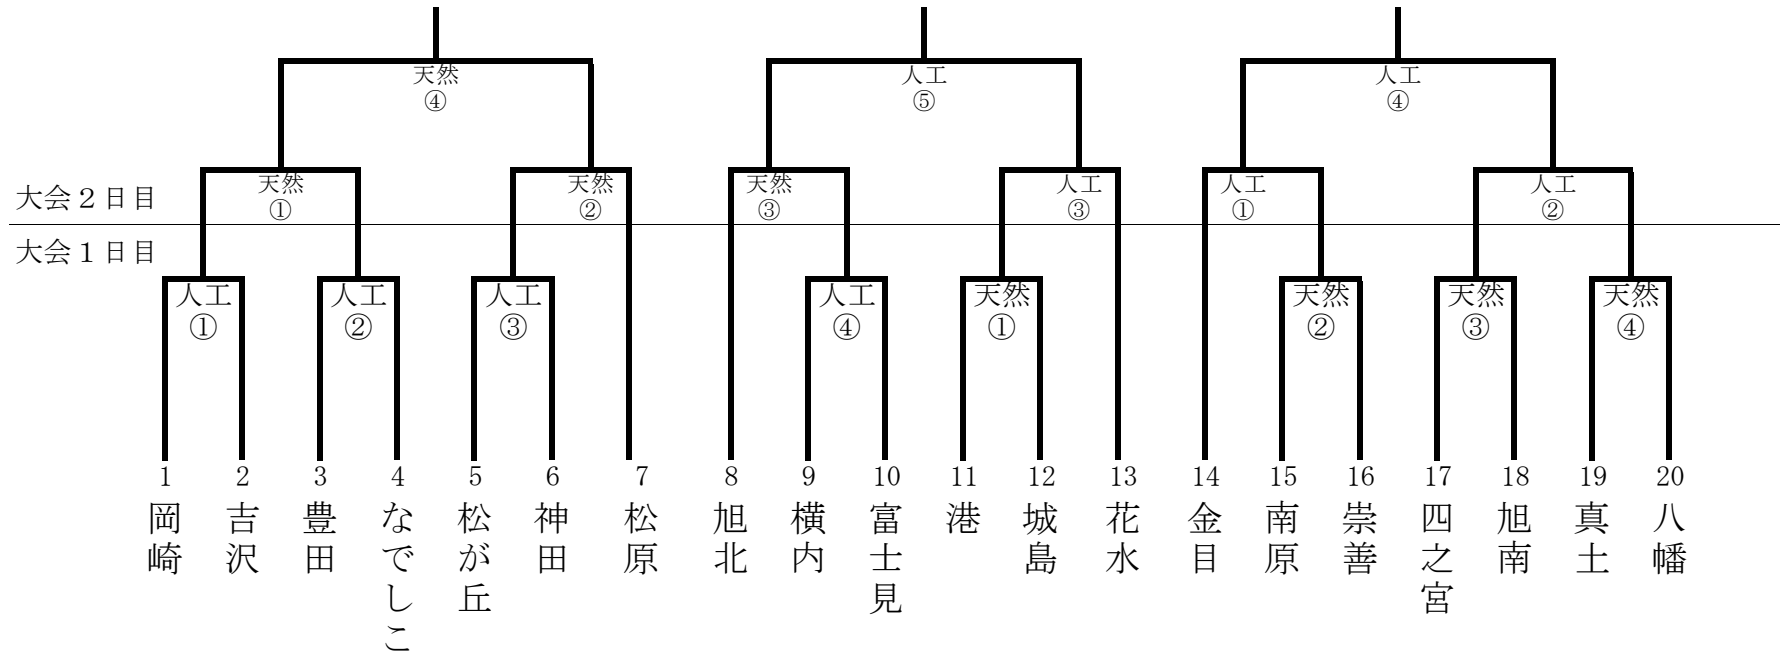 天然
④
人工
⑤
人工
④
天然
①
天然
②
天然
③
人工
③
人工
①
人工
②
大会２日目
大会１日目
人工
①
人工
②
人工
③
人工
④
天然
①
天然
②
天然
③
天然
④
1 2 3 4 5 6 7 8 9 10 11 12 13 14 15 16 17 18 19 20
岡崎
吉沢
豊田
なでしこ
松が丘
神田
松原
旭北
横内
富士見
港
城島
花水
金目
南原
崇善
四之宮
旭南
真土
八幡